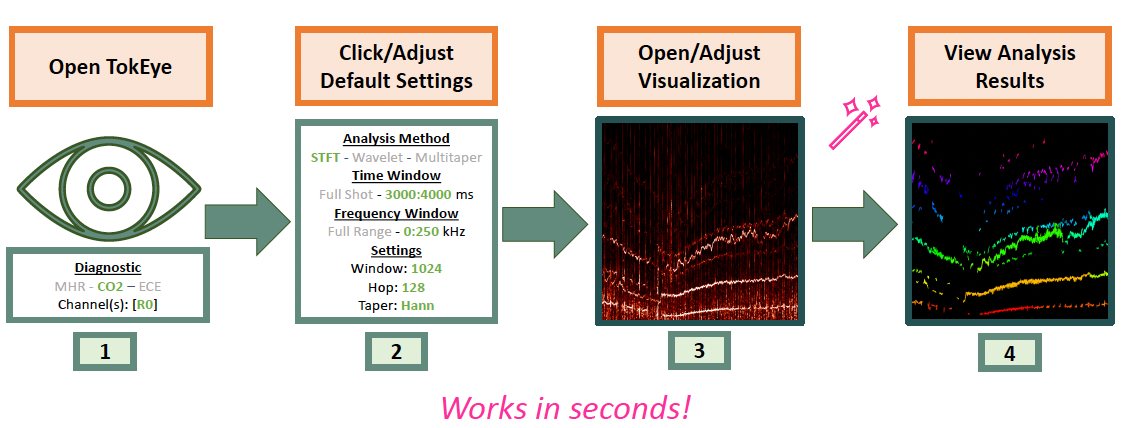 Open TokEye
Click/Adjust
Default Settings
Open/Adjust
Visualization
View Analysis
Results
Diagnostic
MHR - CO2 – ECE
Channel(s): [R0]
Analysis Method
STFT - Wavelet - Multitaper
Time Window
Full Shot - 3000:4000 ms
Frequency Window
Full Range - 0:250 kHz
Settings
Window: 1024
Hop: 128
Taper: Hann
1
2
3
4
Works in seconds!